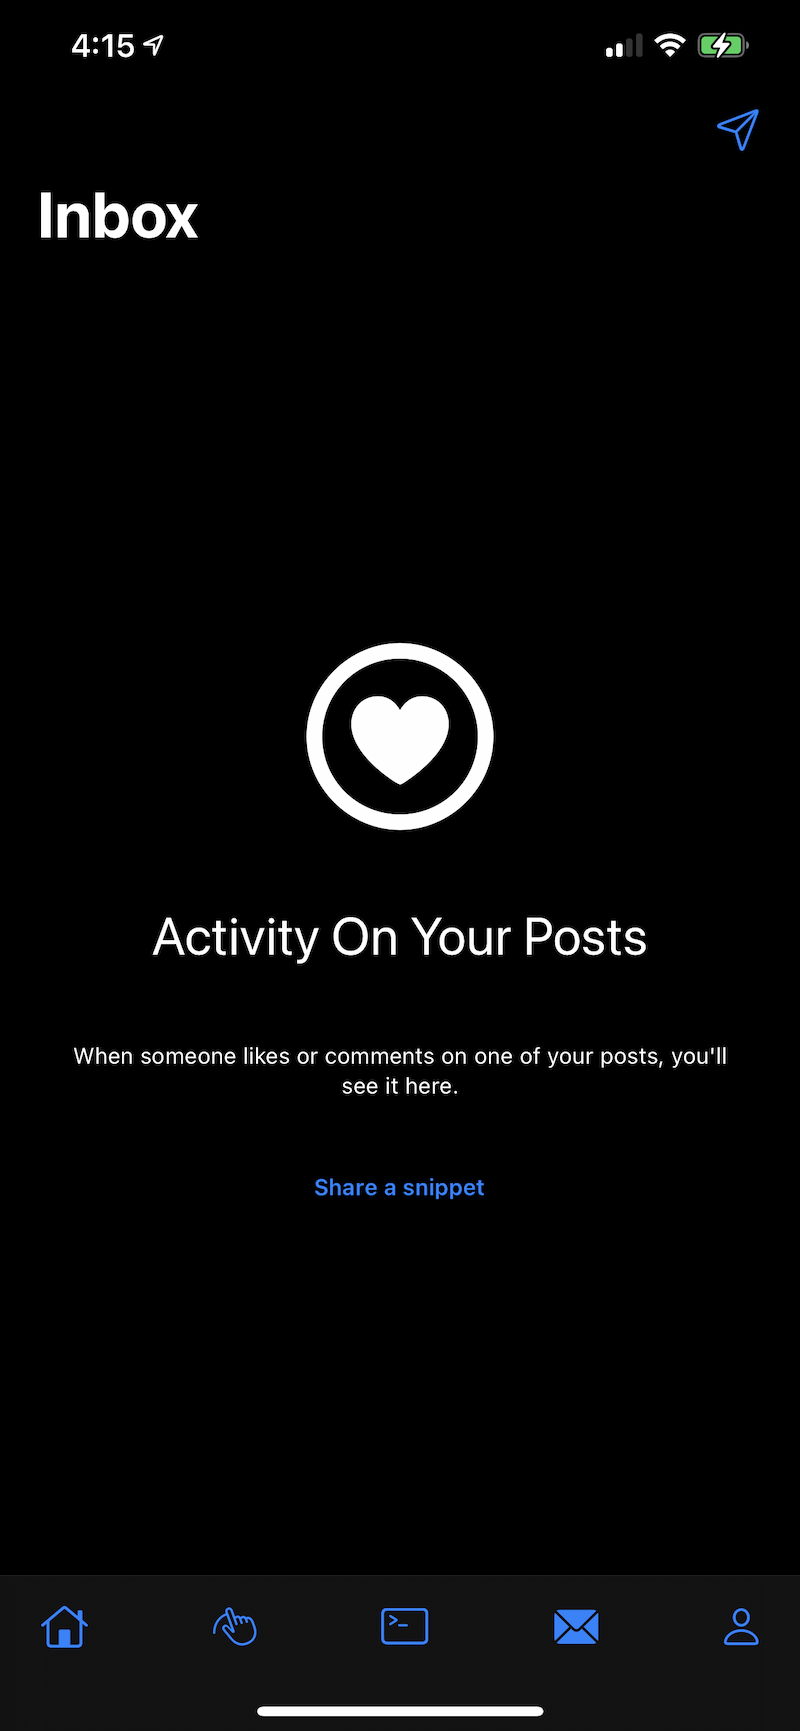 4:15
Inbox
Activity On Your Posts
When someone likes or comments on one of your posts, you'll
see it here.
Share a snippet